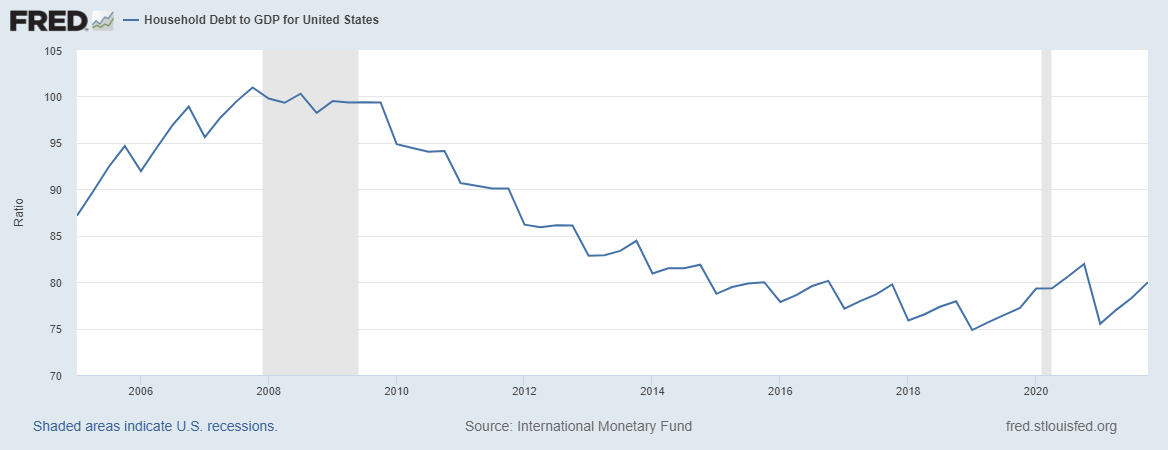 FRED
Household Debt to GDP for United States
105
100
95
90
85
80
75
70
Ratio
2006 2008 2010 2012 2014 2016 2018 2020
Shaded areas indicate U.S. recessions.
Source: International Monetary Fund
fred.stlouisfed.org